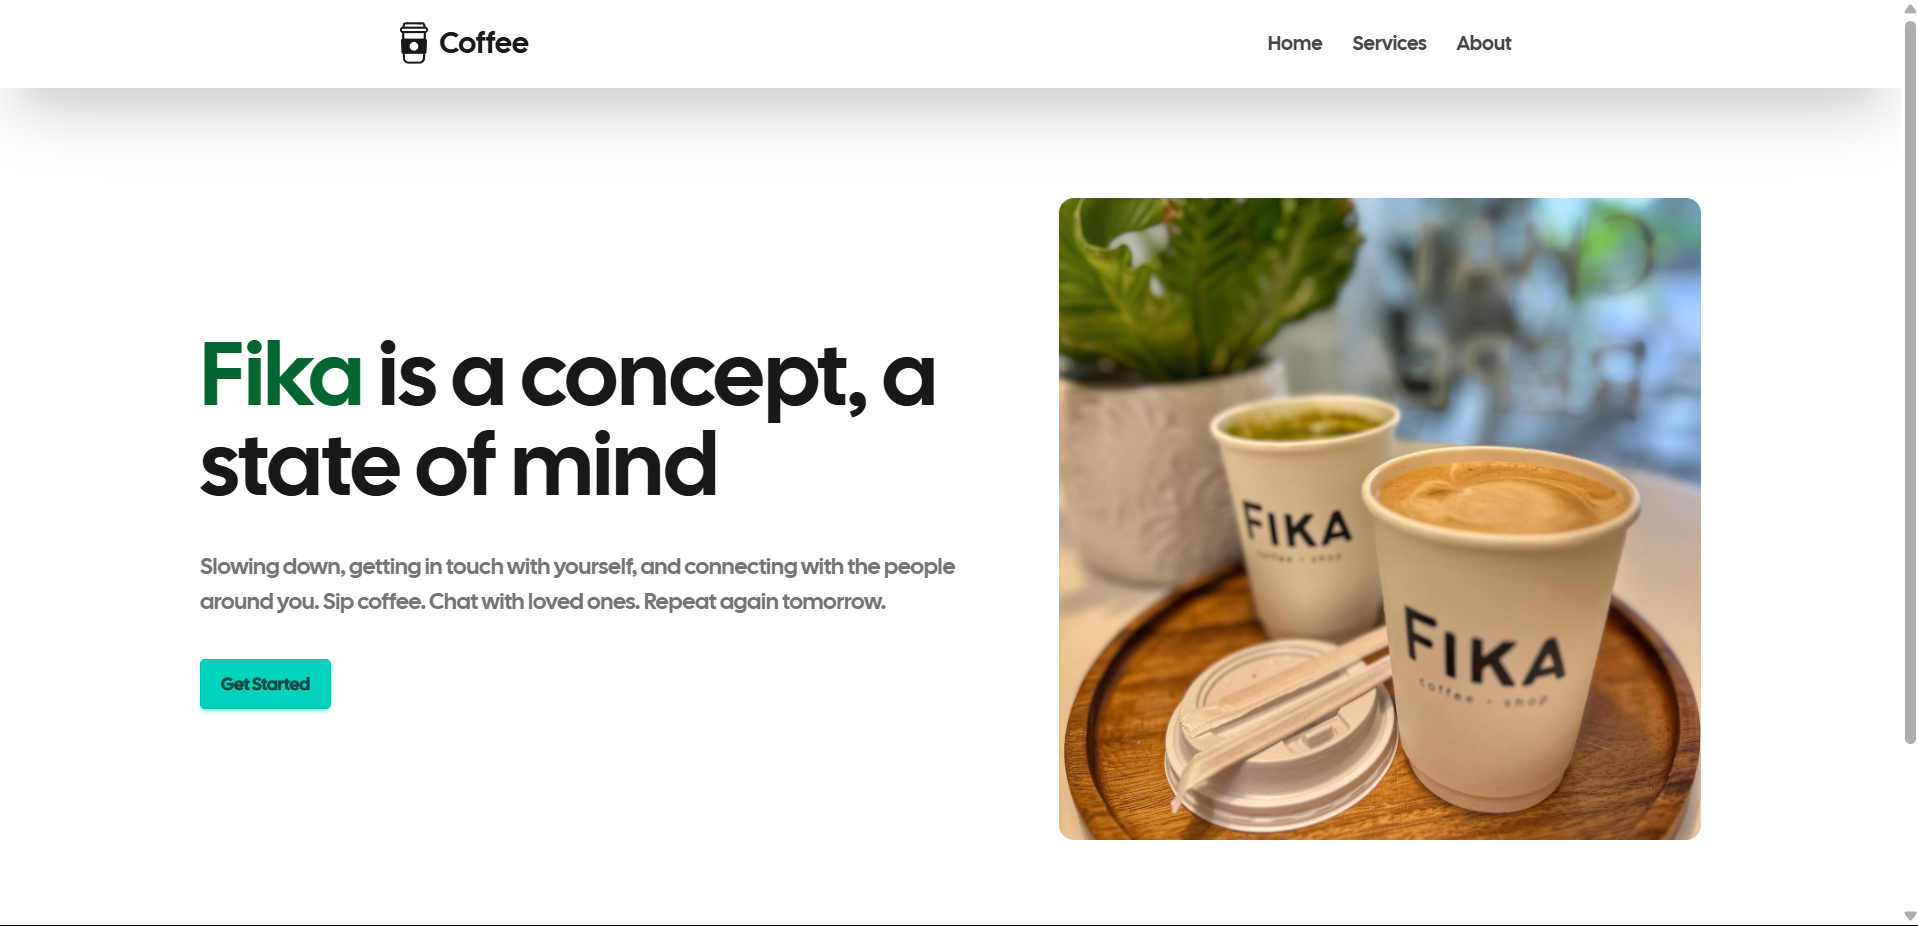 Coffee
Home Services About
Fika is a concept, a
state of mind
Slowing down, getting in touch with yourself, and connecting with the people
around you. Sip coffee. Chat with loved ones. Repeat again tomorrow.
Get Started
FIKA
coffee - shop
FIKA
coffee - shop